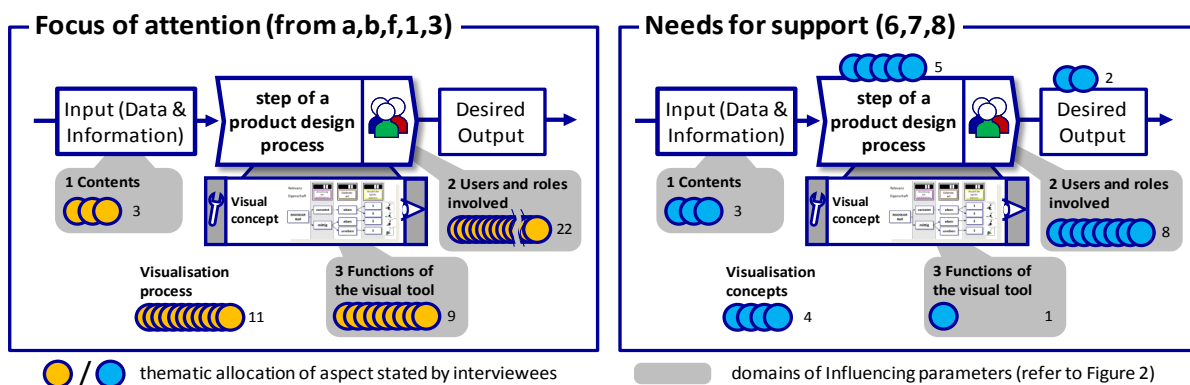 Focus of attention (from a,b,f,1,3)
Input (Data &
Information)
step of a
product design
process
Desired
Output
1 Contents
3
Visual
concept
Relevanz
Eigenschaft
2 Users and roles
involved
22
Visualisation
process
11
3 Functions of
the visual tool
9
Needs for support (6,7,8)
5
2
Input (Data &
Information)
step of a
product design
process
Desired
Output
1 Contents
3
Visual
concept
2 Users and roles
involved
8
Visualisation
concepts
4
3 Functions of
the visual tool
1
/ thematic allocation of aspect stated by interviewees
domains of Influencing parameters (refer to Figure 2)